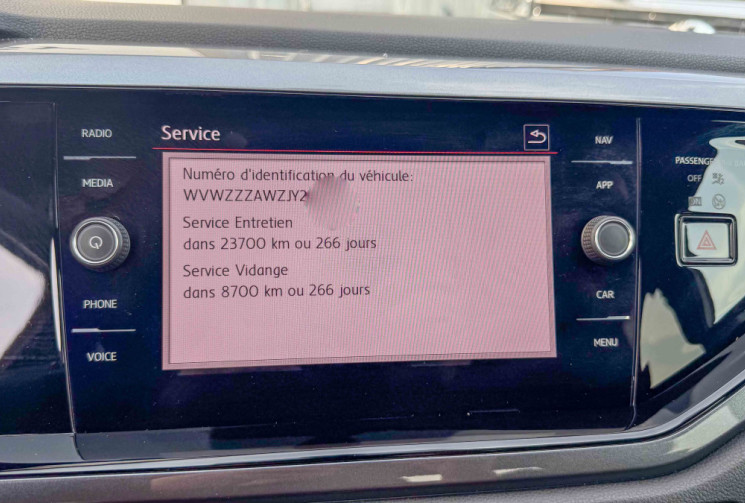 RADIO
MEDIA
PHONE
VOICE
Service
Numéro d'identification du véhicule:
WVWZZZAWZJY2
Service Entretien
dans 23700 km ou 266 jours
Service Vidange
dans 8700 km ou 266 jours
NAV
APP
CAR
MENU
OFF